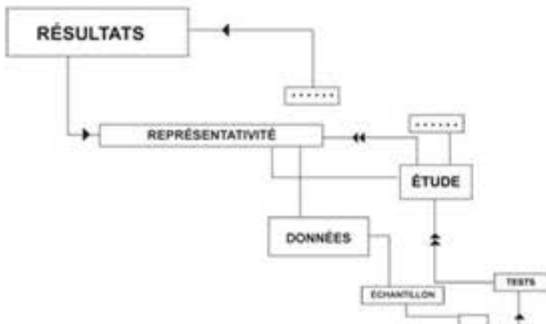 RÉSULTATS
......
REPRÉSENTATIVITÉ
......
ÉTUDE
DONNÉES
TESTS
ÉCHANTILLON